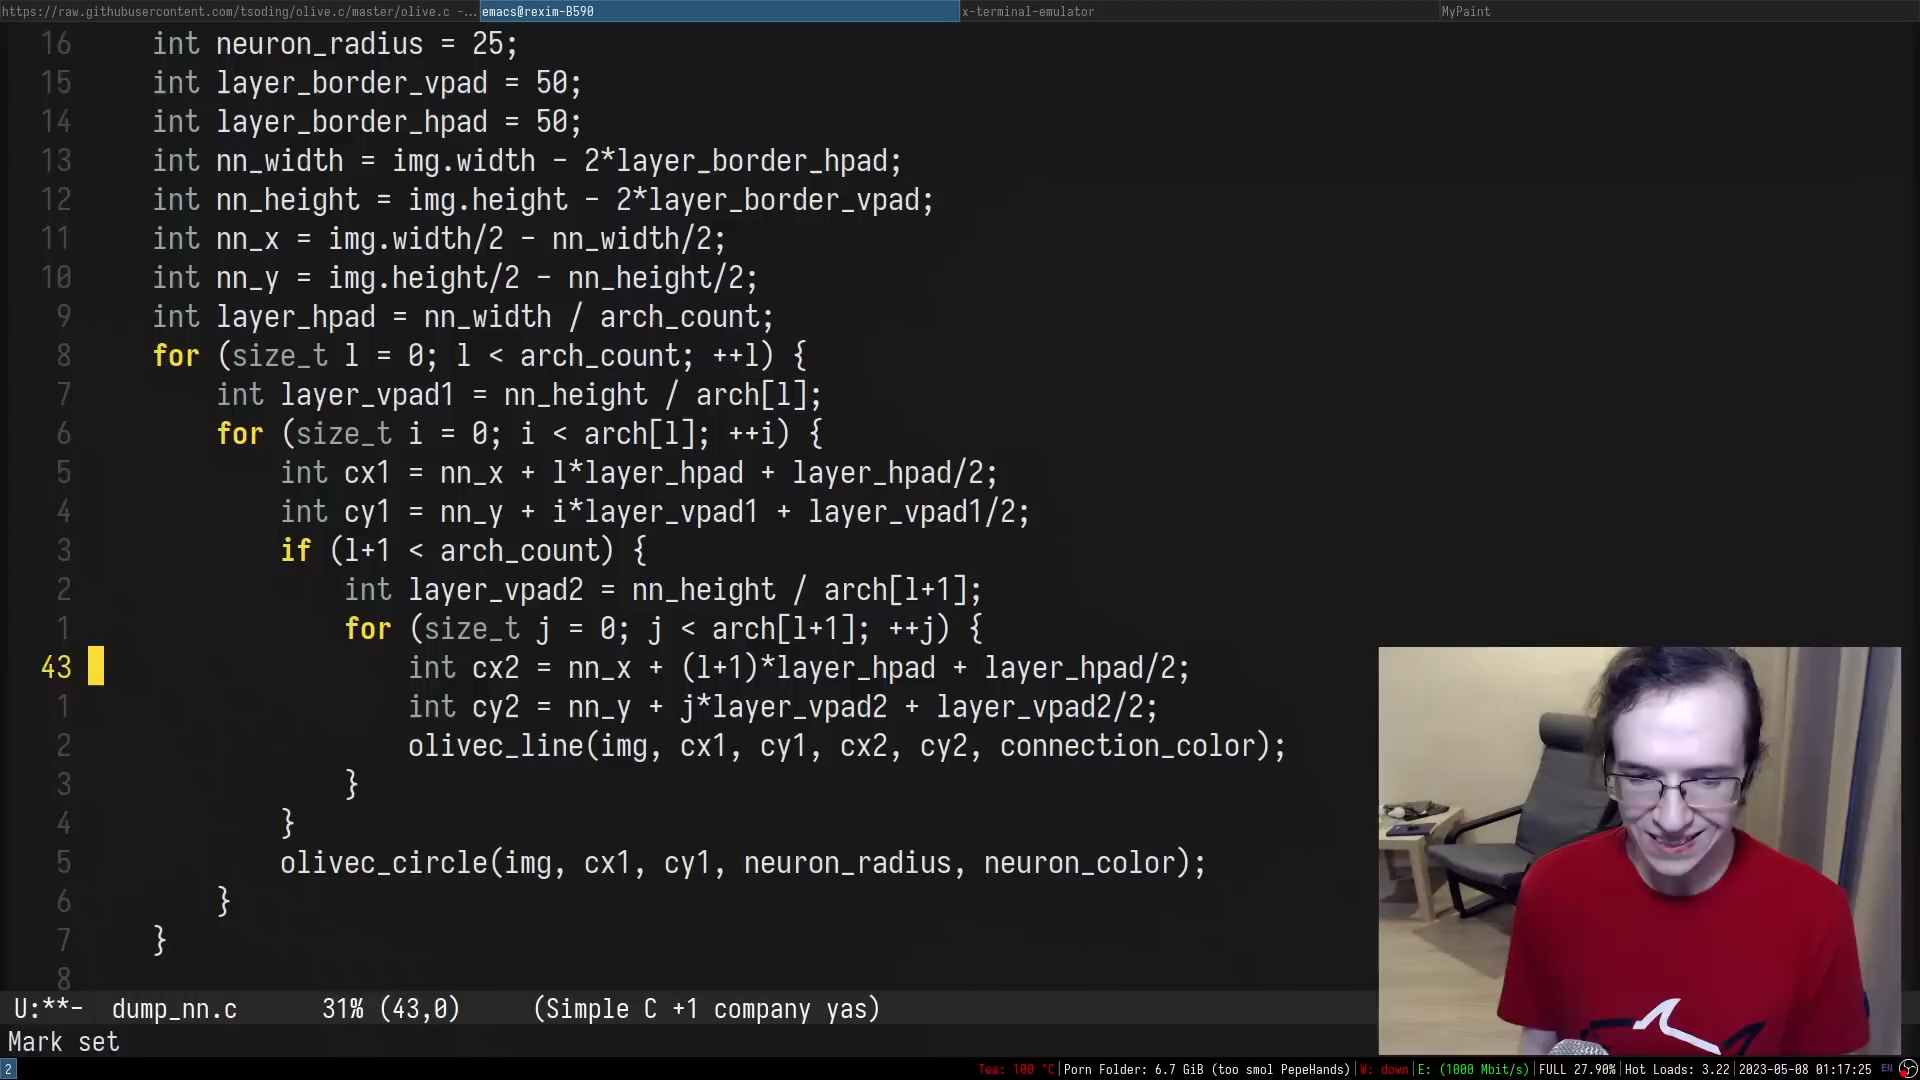 https://raw.githubusercontent.com/tsoding/olive.c/master/olive.c -... emacs@rexim-B590 x-terminal-emulator MyPaint
16 int neuron_radius = 25;
15 int layer_border_vpad = 50;
14 int layer_border_hpad = 50;
13 int nn_width = img.width - 2*layer_border_hpad;
12 int nn_height = img.height - 2*layer_border_vpad;
11 int nn_x = img.width/2 - nn_width/2;
10 int nn_y = img.height/2 - nn_height/2;
9 int layer_hpad = nn_width / arch_count;
8 for (size_t l = 0; l < arch_count; ++l) {
7 int layer_vpad1 = nn_height / arch[l];
6 for (size_t i = 0; i < arch[l]; ++i) {
5 int cx1 = nn_x + l*layer_hpad + layer_hpad/2;
4 int cy1 = nn_y + i*layer_vpad1 + layer_vpad1/2;
3 if (l+1 < arch_count) {
2 int layer_vpad2 = nn_height / arch[l+1];
1 for (size_t j = 0; j < arch[l+1]; ++j) {
43 int cx2 = nn_x + (l+1)*layer_hpad + layer_hpad/2;
1 int cy2 = nn_y + j*layer_vpad2 + layer_vpad2/2;
2 olivec_line(img, cx1, cy1, cx2, cy2, connection_color);
3 }
4 }
5 olivec_circle(img, cx1, cy1, neuron_radius, neuron_color);
6 }
7 }
8
U:**- dump_nn.c 31% (43,0) (Simple C +1 company yas)
Mark set
2 Tea: 100 °C|Porn Folder: 6.7 GiB (too smol PepeHands)|W: down|E: (1000 Mbit/s)|FULL 27.90%|Hot Loads: 3.22|2023-05-08 01:17:25 EN